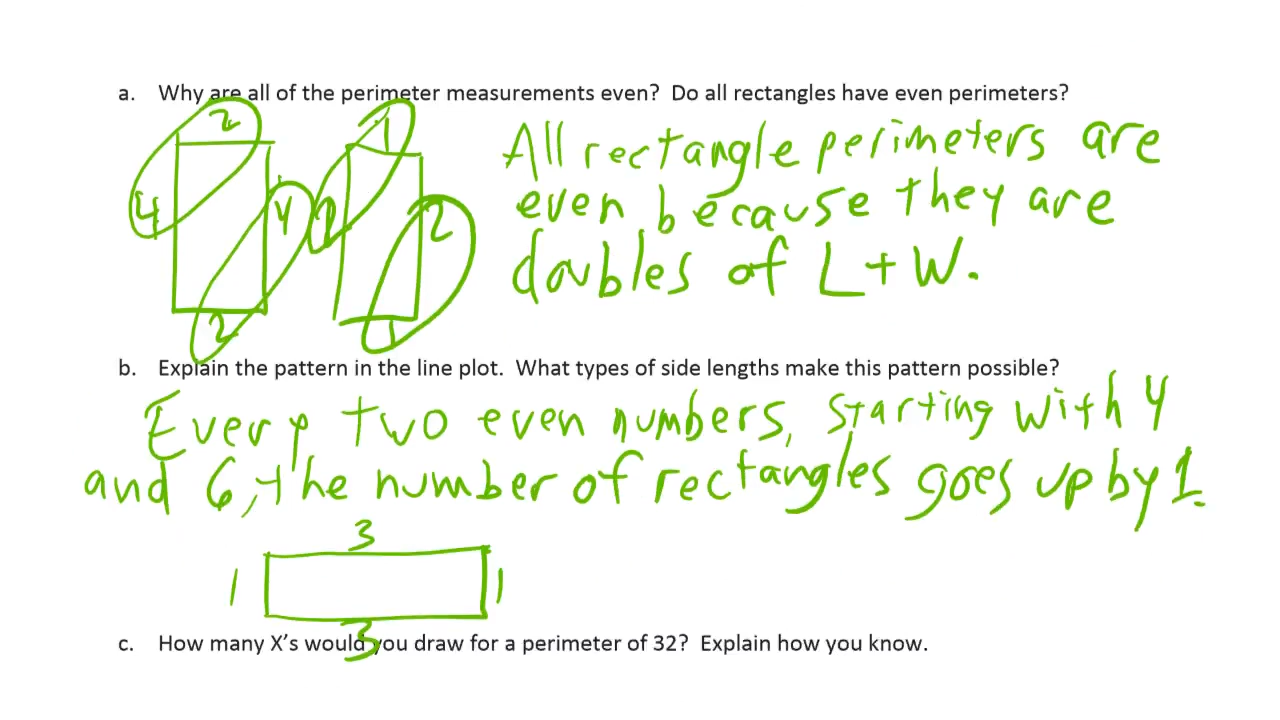 a. Why are all of the perimeter measurements even? Do all rectangles have even perimeters?
2 4 4 2
1 2 2 1
All rectangle perimeters are
even because they are
doubles of L + W.
b. Explain the pattern in the line plot. What types of side lengths make this pattern possible?
Every two even numbers, starting with 4
and 6, the number of rectangles goes up by 1.
3
1 1
3
c. How many X's would you draw for a perimeter of 32? Explain how you know.